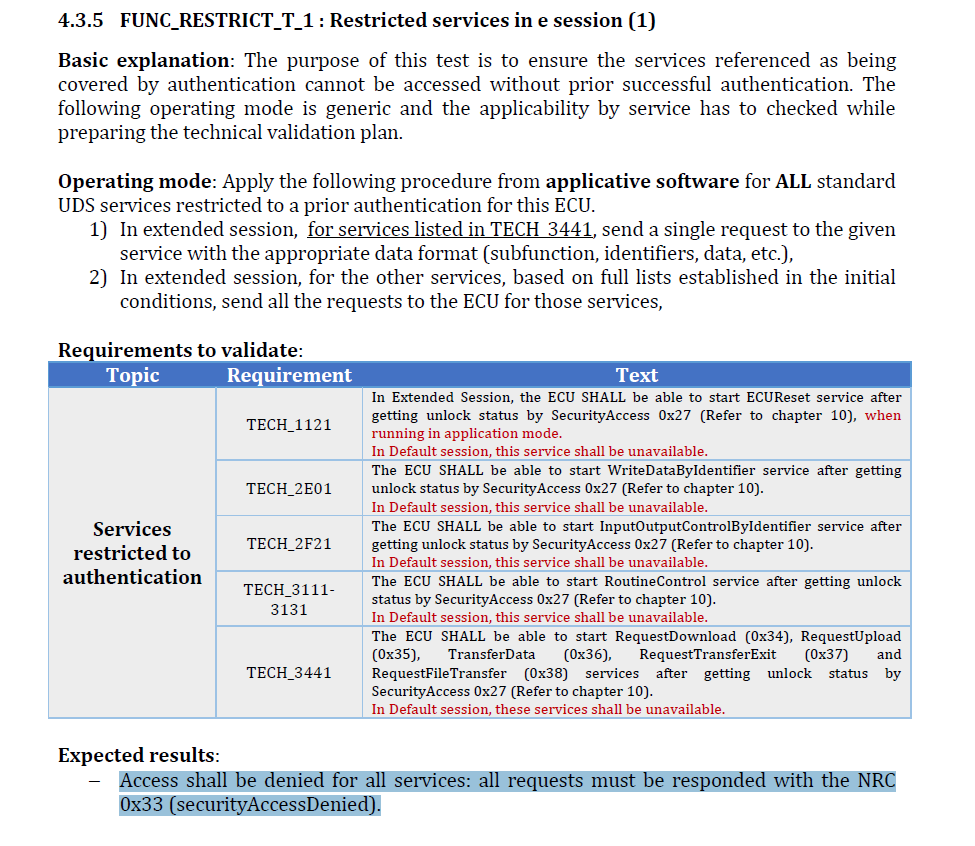 4.3.5 FUNC_RESTRICT_T_1 : Restricted services in e session (1)
Basic explanation: The purpose of this test is to ensure the services referenced as being
covered by authentication cannot be accessed without prior successful authentication. The
following operating mode is generic and the applicability by service has to checked while
preparing the technical validation plan.
Operating mode: Apply the following procedure from applicative software for ALL standard
UDS services restricted to a prior authentication for this ECU.
1) In extended session, for services listed in TECH_3441, send a single request to the given
service with the appropriate data format (subfunction, identifiers, data, etc.),
2) In extended session, for the other services, based on full lists established in the initial
conditions, send all the requests to the ECU for those services,
Requirements to validate:
Topic Requirement Text
Services
restricted to
authentication
TECH_1121
In Extended Session, the ECU SHALL be able to start ECUReset service after
getting unlock status by SecurityAccess 0x27 (Refer to chapter 10), when
running in application mode.
In Default session, this service shall be unavailable.
TECH_2E01
The ECU SHALL be able to start WriteDataByIdentifier service after getting
unlock status by SecurityAccess 0x27 (Refer to chapter 10).
In Default session, this service shall be unavailable.
TECH_2F21
The ECU SHALL be able to start InputOutputControlByIdentifier service after
getting unlock status by SecurityAccess 0x27 (Refer to chapter 10).
In Default session, this service shall be unavailable.
TECH_3111-
3131
The ECU SHALL be able to start RoutineControl service after getting unlock
status by SecurityAccess 0x27 (Refer to chapter 10).
In Default session, this service shall be unavailable.
TECH_3441
The ECU SHALL be able to start RequestDownload (0x34), RequestUpload
(0x35), TransferData (0x36), RequestTransferExit (0x37) and
RequestFileTransfer (0x38) services after getting unlock status by
SecurityAccess 0x27 (Refer to chapter 10).
In Default session, these services shall be unavailable.
Expected results:
– Access shall be denied for all services: all requests must be responded with the NRC
0x33 (securityAccessDenied).